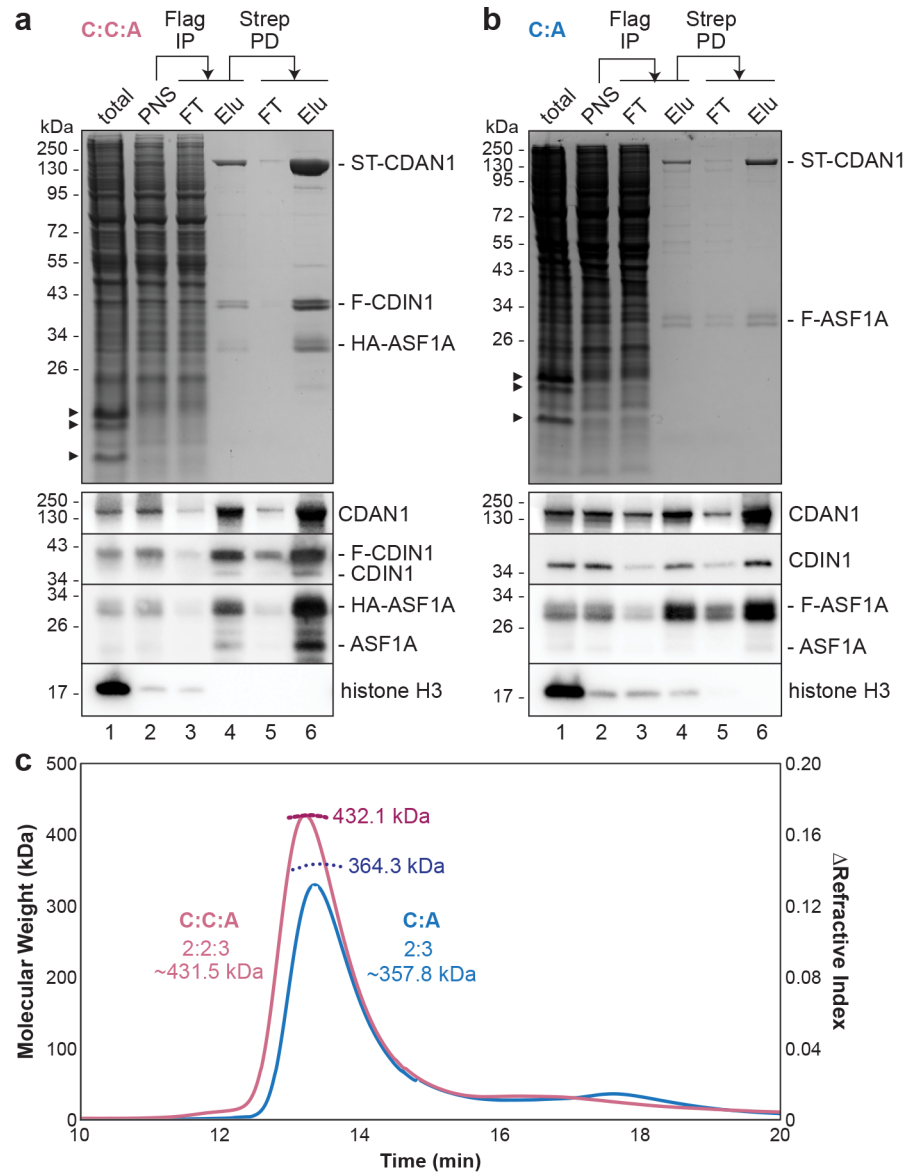 a
C:C:A
Flag
IP
Strep
PD
total
PNS
FT
Elu
FT
Elu
kDa
250 -
130 -
95 -
72 -
55 -
43 -
34 -
26 -
- ST-CDAN1
- F-CDIN1
- HA-ASF1A
250 -
130 -
CDAN1
43 -
34 -
- F-CDIN1
- CDIN1
34 -
26 -
- HA-ASF1A
- ASF1A
17 -
histone H3
1 2 3 4 5 6
b
C:A
Flag
IP
Strep
PD
total
PNS
FT
Elu
FT
Elu
kDa
250 -
130 -
95 -
72 -
55 -
43 -
34 -
26 -
- ST-CDAN1
- F-ASF1A
250 -
130 -
CDAN1
34 -
CDIN1
34 -
26 -
- F-ASF1A
- ASF1A
17 -
histone H3
1 2 3 4 5 6
c
Molecular Weight (kDa)
500
400
300
200
100
0
432.1 kDa
364.3 kDa
C:C:A
2:2:3
~431.5 kDa
C:A
2:3
~357.8 kDa
0.20
0.16
0.12
0.08
0.04
0
ΔRefractive Index
10 12 14 16 18 20
Time (min)